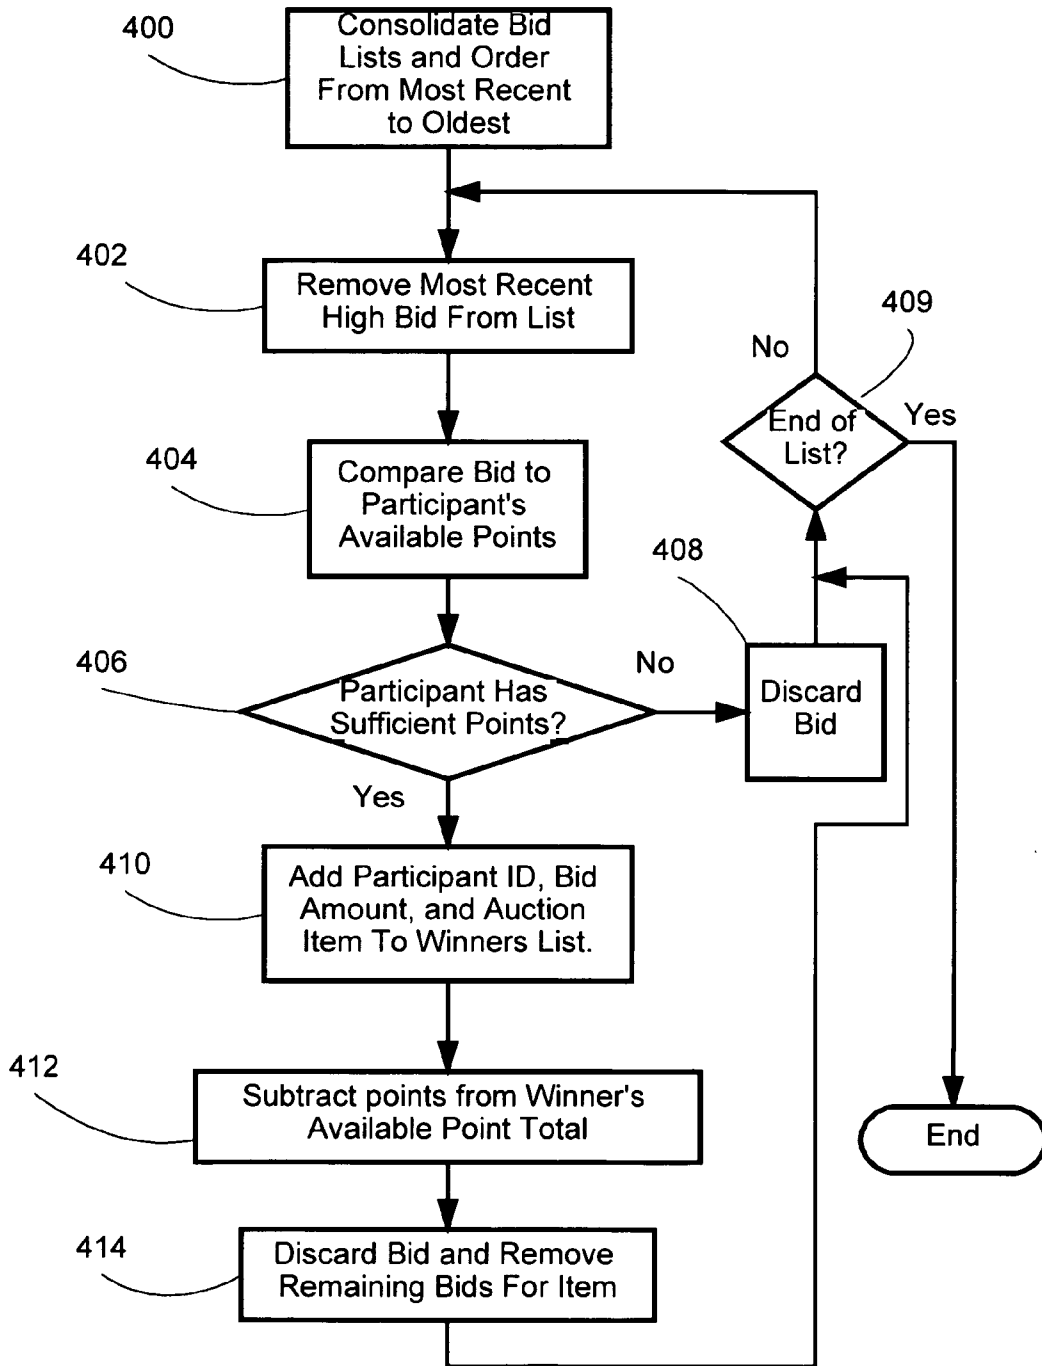 400
Consolidate Bid
Lists and Order
From Most Recent
to Oldest
402
Remove Most Recent
High Bid From List
409
No
End of
List?
Yes
404
Compare Bid to
Participant's
Available Points
408
406
Participant Has
Sufficient Points?
No
Discard
Bid
Yes
410
Add Participant ID, Bid
Amount, and Auction
Item To Winners List.
412
Subtract points from Winner's
Available Point Total
End
414
Discard Bid and Remove
Remaining Bids For Item